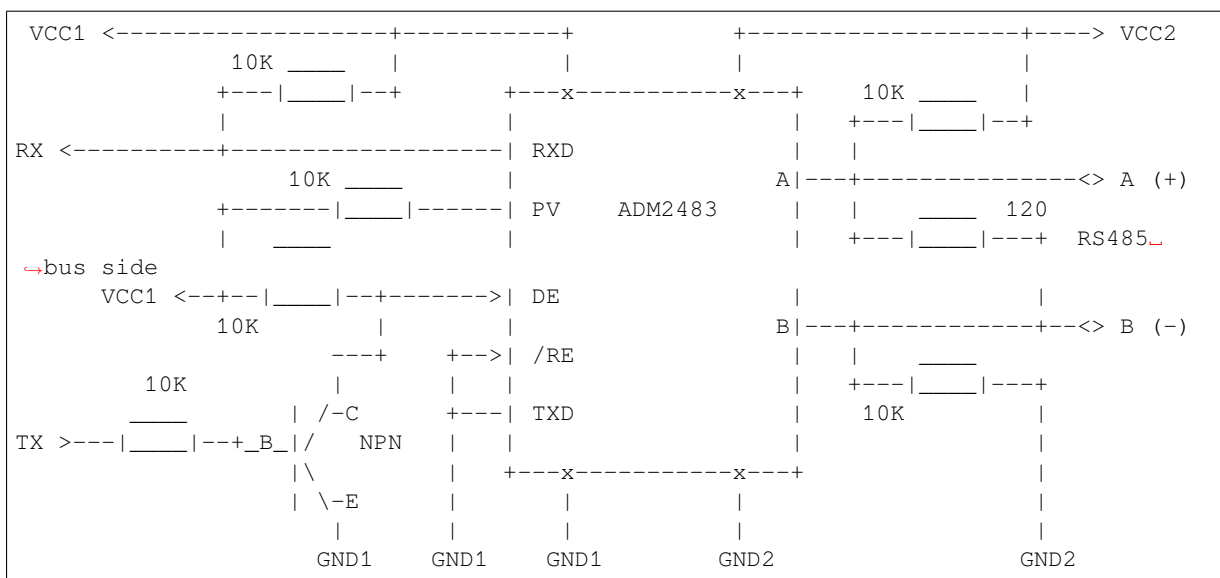 VCC1 <--------------------+-----------+           +--------------------+----> VCC2
10K ____   |           |           |                    |
+---|____|--+       +---x-----------x---+    10K ____    |
|                   |                   |   +---|____|--+
RX <----------+-------------------| RXD               |   |
10K ____         |                  A|---+---------------<> A (+)
+-------|____|------| PV     ADM2483    |   |    ____  120
|   ____            |                   |   +---|____|---+  RS485␣
↪bus side
VCC1 <--+--|____|--+------->| DE                |                |
10K        |        |                  B|---+------------+--<> B (-)
---+    +-->| /RE               |   |    ____
10K          |       |   |                   |   +---|____|---+
____       | /-C      +---| TXD               |    10K         |
TX >---|____|--+_B_|/   NPN   |   |                   |                |
|\         |   +---x-----------x---+                |
| \-E      |       |           |                    |
|       |       |           |                    |
GND1    GND1    GND1        GND2                 GND2